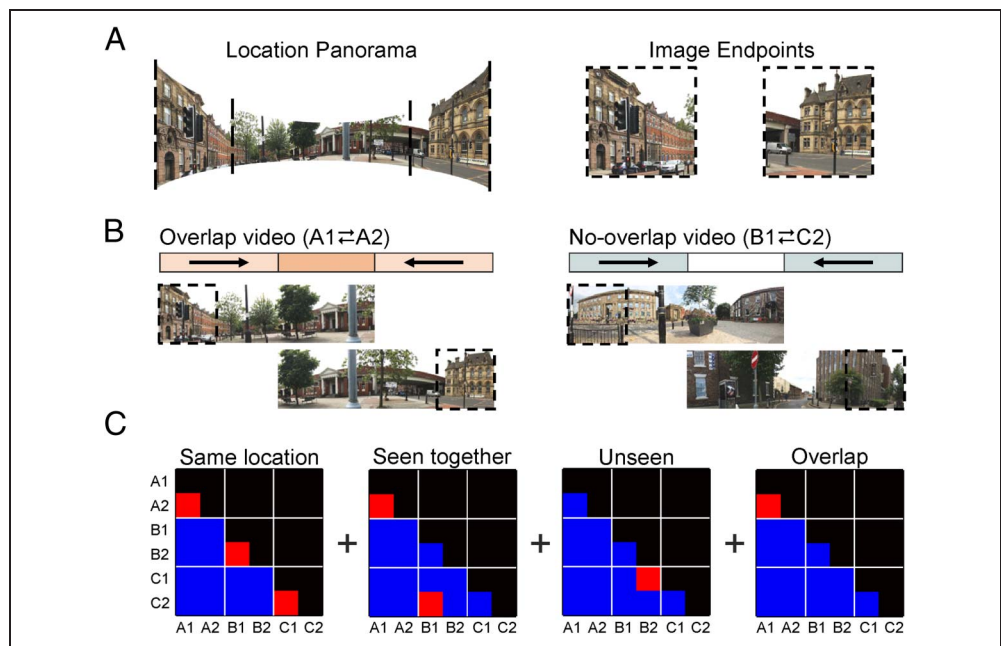 A
Location Panorama
Image Endpoints
B
Overlap video (A1⇄A2)
No-overlap video (B1⇄C2)
C
Same location
Seen together
Unseen
Overlap
A1
A2
B1
B2
C1
C2
+ + +
A1 A2 B1 B2 C1 C2
A1 A2 B1 B2 C1 C2
A1 A2 B1 B2 C1 C2
A1 A2 B1 B2 C1 C2